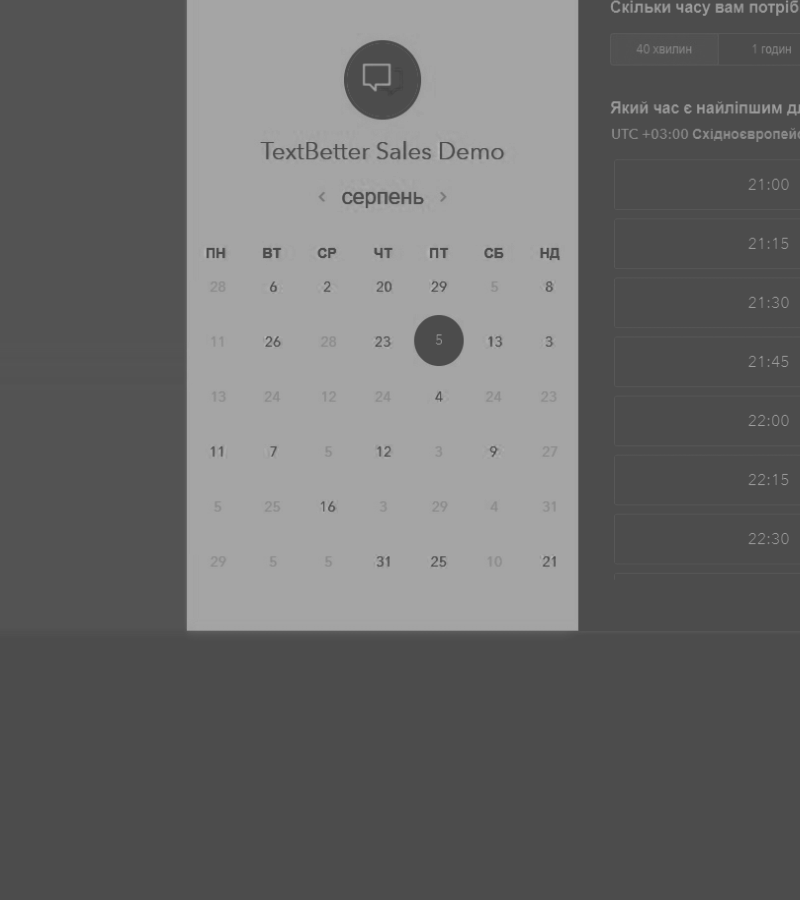 TextBetter Sales Demo
‹ серпень ›
ПН ВТ СР ЧТ ПТ СБ НД
28 6 2 20 29 5 8
11 26 28 23 5 13 3
13 24 12 24 4 24 23
11 7 5 12 3 9 27
5 25 16 3 29 4 31
29 5 5 31 25 10 21
Скільки часу вам потріб
40 хвилин 1 годин
Який час є найліпшим д
UTC +03:00 Східноєвропей
21:00
21:15
21:30
21:45
22:00
22:15
22:30